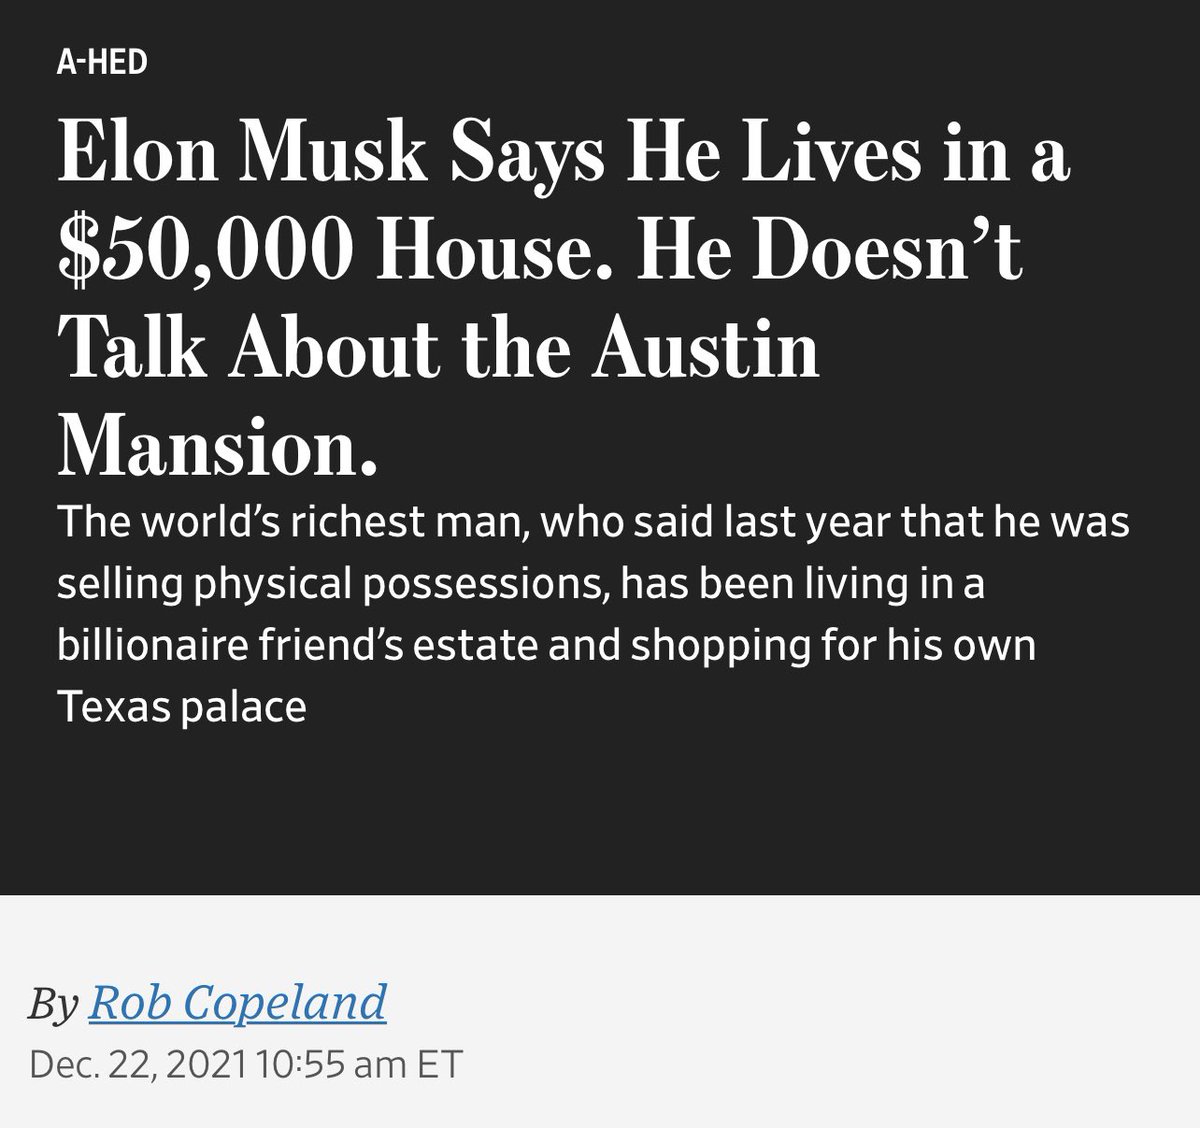 A-HED
Elon Musk Says He Lives in a
$50,000 House. He Doesn’t
Talk About the Austin
Mansion.
The world’s richest man, who said last year that he was
selling physical possessions, has been living in a
billionaire friend’s estate and shopping for his own
Texas palace
By Rob Copeland
Dec. 22, 2021 10:55 am ET